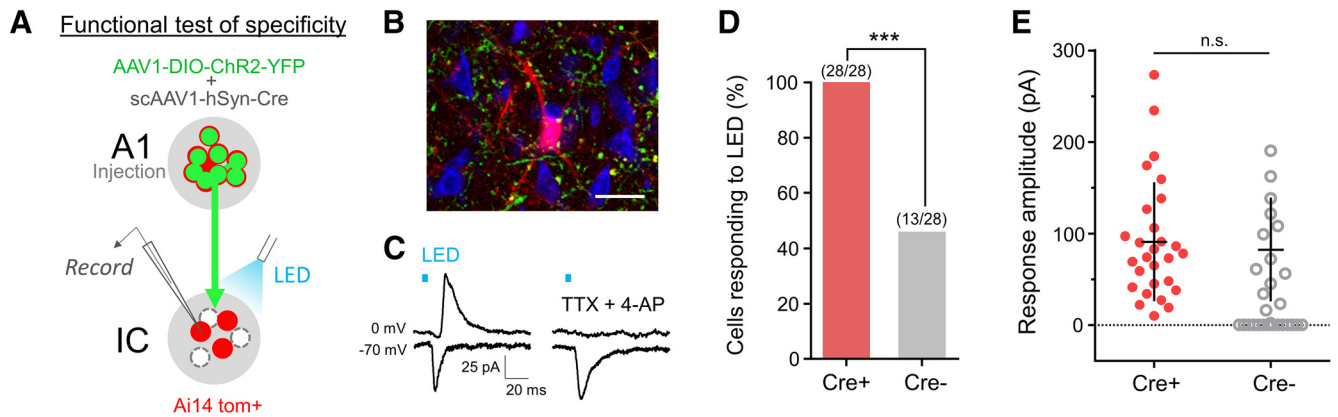 A
Functional test of specificity
AAV1-DIO-ChR2-YFP
+
scAAV1-hSyn-Cre
A1
Injection
Record
LED
IC
Ai14 tom+
B
C
LED
TTX + 4-AP
0 mV
-70 mV
25 pA
20 ms
D
Cells responding to LED (%)
100
80
60
40
20
0
***
(28/28)
(13/28)
Cre+
Cre-
E
Response amplitude (pA)
300
200
100
0
n.s.
Cre+
Cre-